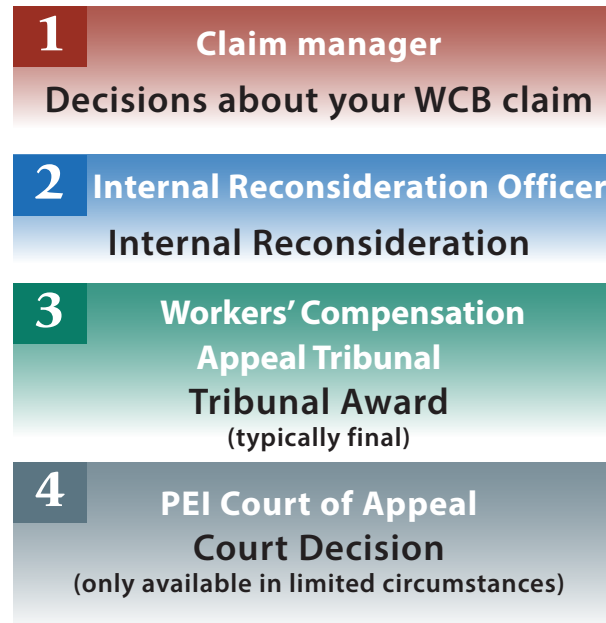 1
Claim manager
Decisions about your WCB claim
2
Internal Reconsideration Officer
Internal Reconsideration
3
Workers’ Compensation
Appeal Tribunal
Tribunal Award
(typically final)
4
PEI Court of Appeal
Court Decision
(only available in limited circumstances)